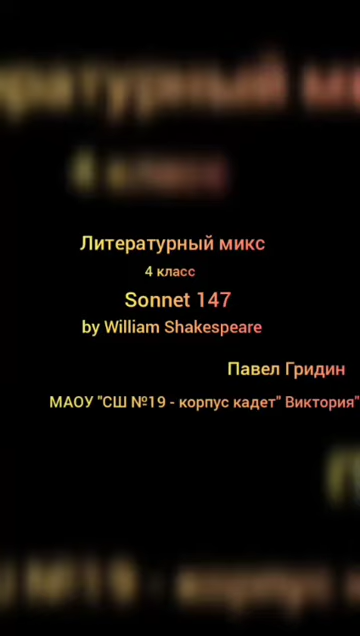 Литературный микс
4 класс
Sonnet 147
by William Shakespeare
Павел Гридин
МАОУ "СШ №19 - корпус кадет" Виктория"